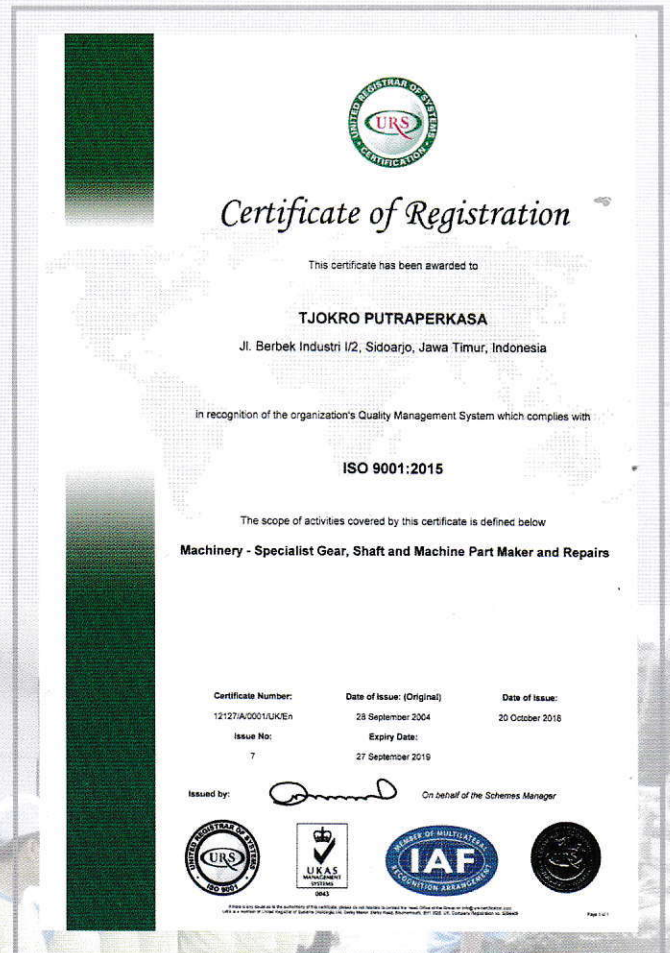 UNITED REGISTRAR OF SYSTEMS
URS
CERTIFICATION
Certificate of Registration
This certificate has been awarded to
TJOKRO PUTRAPERKASA
Jl. Berbek Industri I/2, Sidoarjo, Jawa Timur, Indonesia
in recognition of the organization's Quality Management System which complies with
ISO 9001:2015
The scope of activities covered by this certificate is defined below
Machinery - Specialist Gear, Shaft and Machine Part Maker and Repairs
Certificate Number: Date of Issue: (Original) Date of Issue:
12127/A/0001/UK/En 28 September 2004 20 October 2018
Issue No: Expiry Date:
7 27 September 2019
Issued by: On behalf of the Schemes Manager
UNITED REGISTRAR OF SYSTEMS
URS
ISO 9001
UKAS
MANAGEMENT
SYSTEMS
0043
MEMBER OF MULTILATERAL
IAF
RECOGNITION ARRANGEMENT